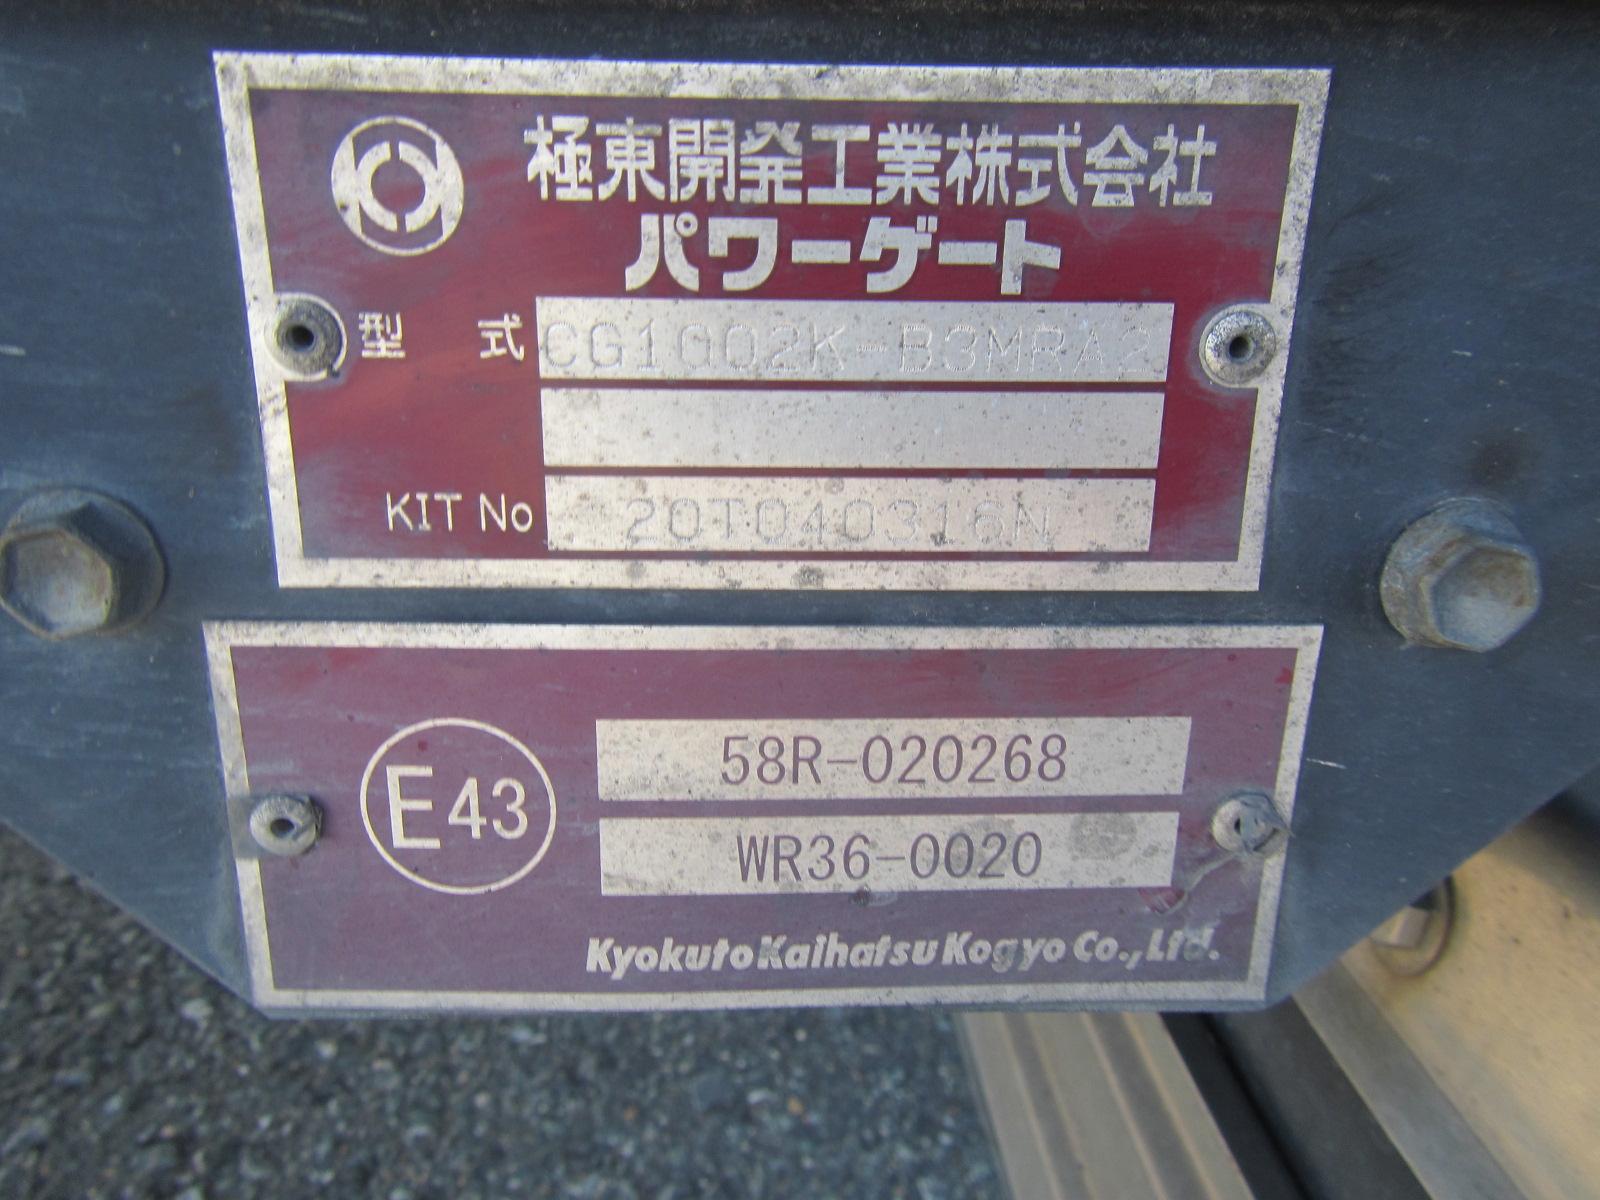 極東開発工業株式会社
パワーゲート
型 式 CG1002K-B3MRA2
KIT No 20T040316N
E43
58R-020268
WR36-0020
Kyokuto Kaihatsu Kogyo Co., Ltd.